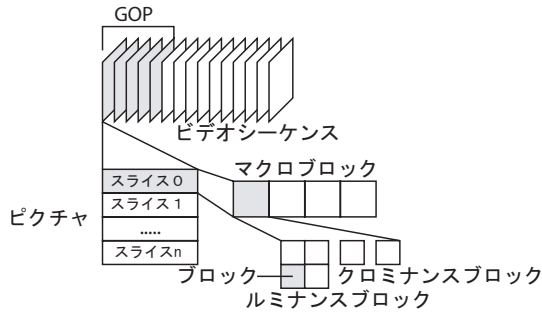 GOP
ビデオシーケンス
マクロブロック
スライス0
スライス1
ピクチャ
.....
スライスn
ブロック
クロミナンスブロック
ルミナンスブロック